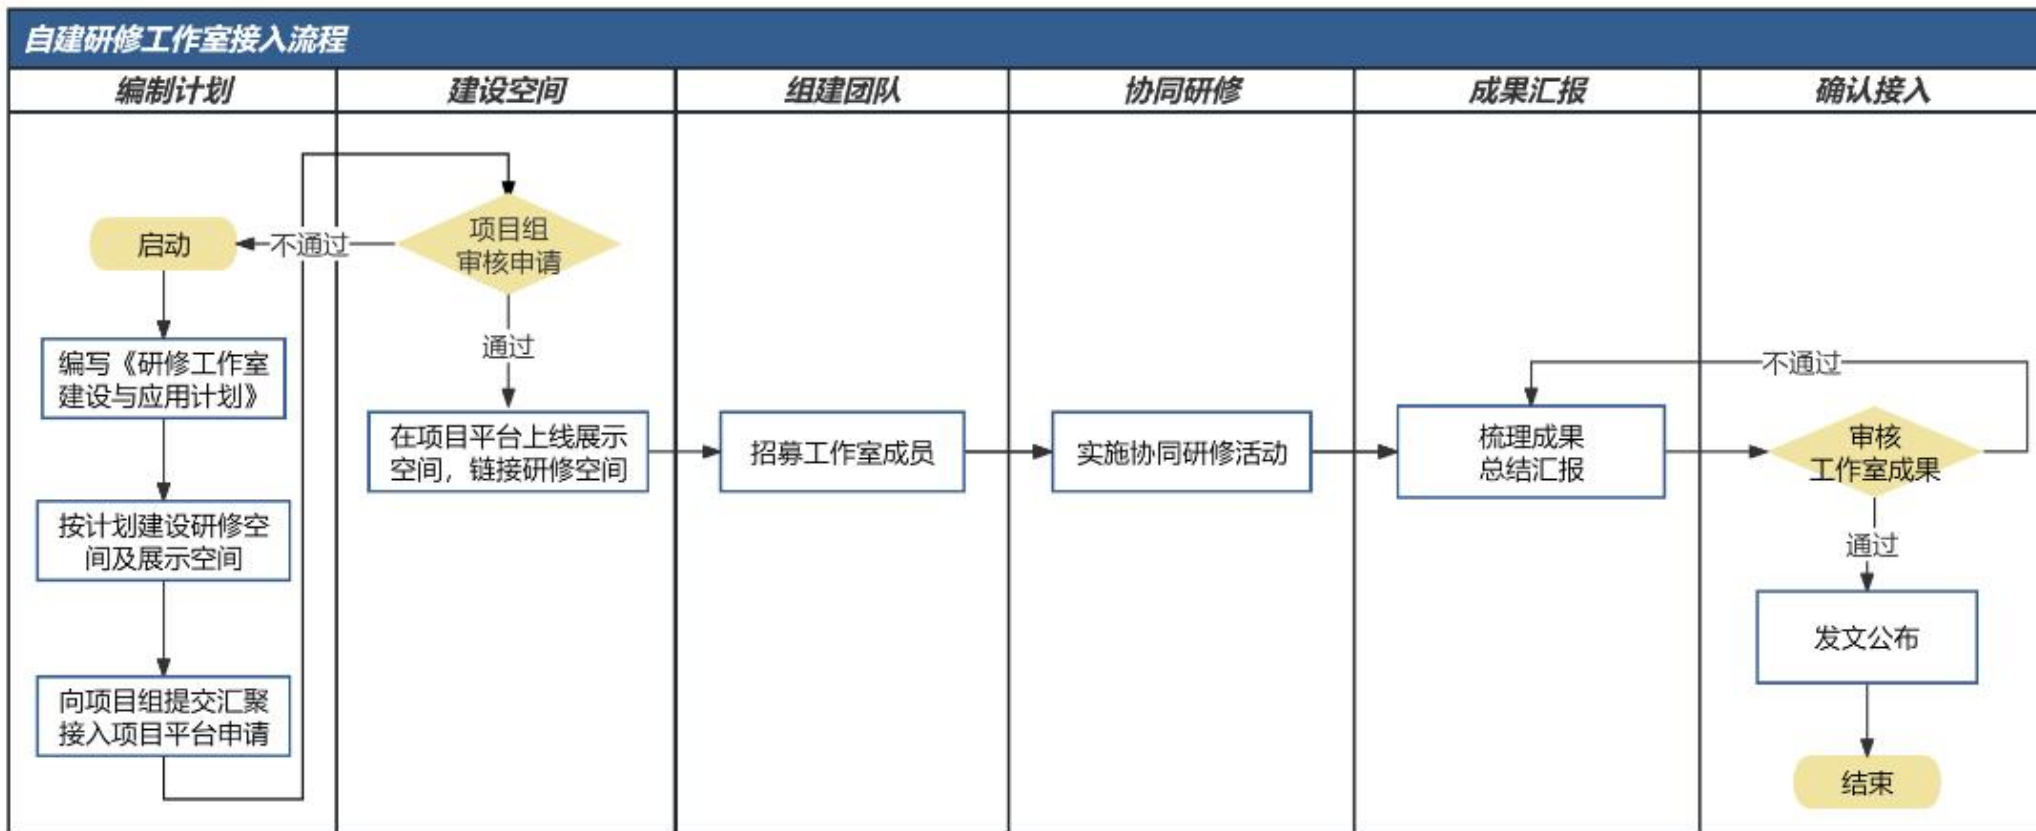 自建研修工作室接入流程
编制计划
建设空间
组建团队
协同研修
成果汇报
确认接入
启动
不通过
项目组
审核申请
通过
编写《研修工作室
建设与应用计划》
按计划建设研修空
间及展示空间
向项目组提交汇聚
接入项目平台申请
在项目平台上线展示
空间，链接研修空间
招募工作室成员
实施协同研修活动
梳理成果
总结汇报
不通过
审核
工作室成果
通过
发文公布
结束